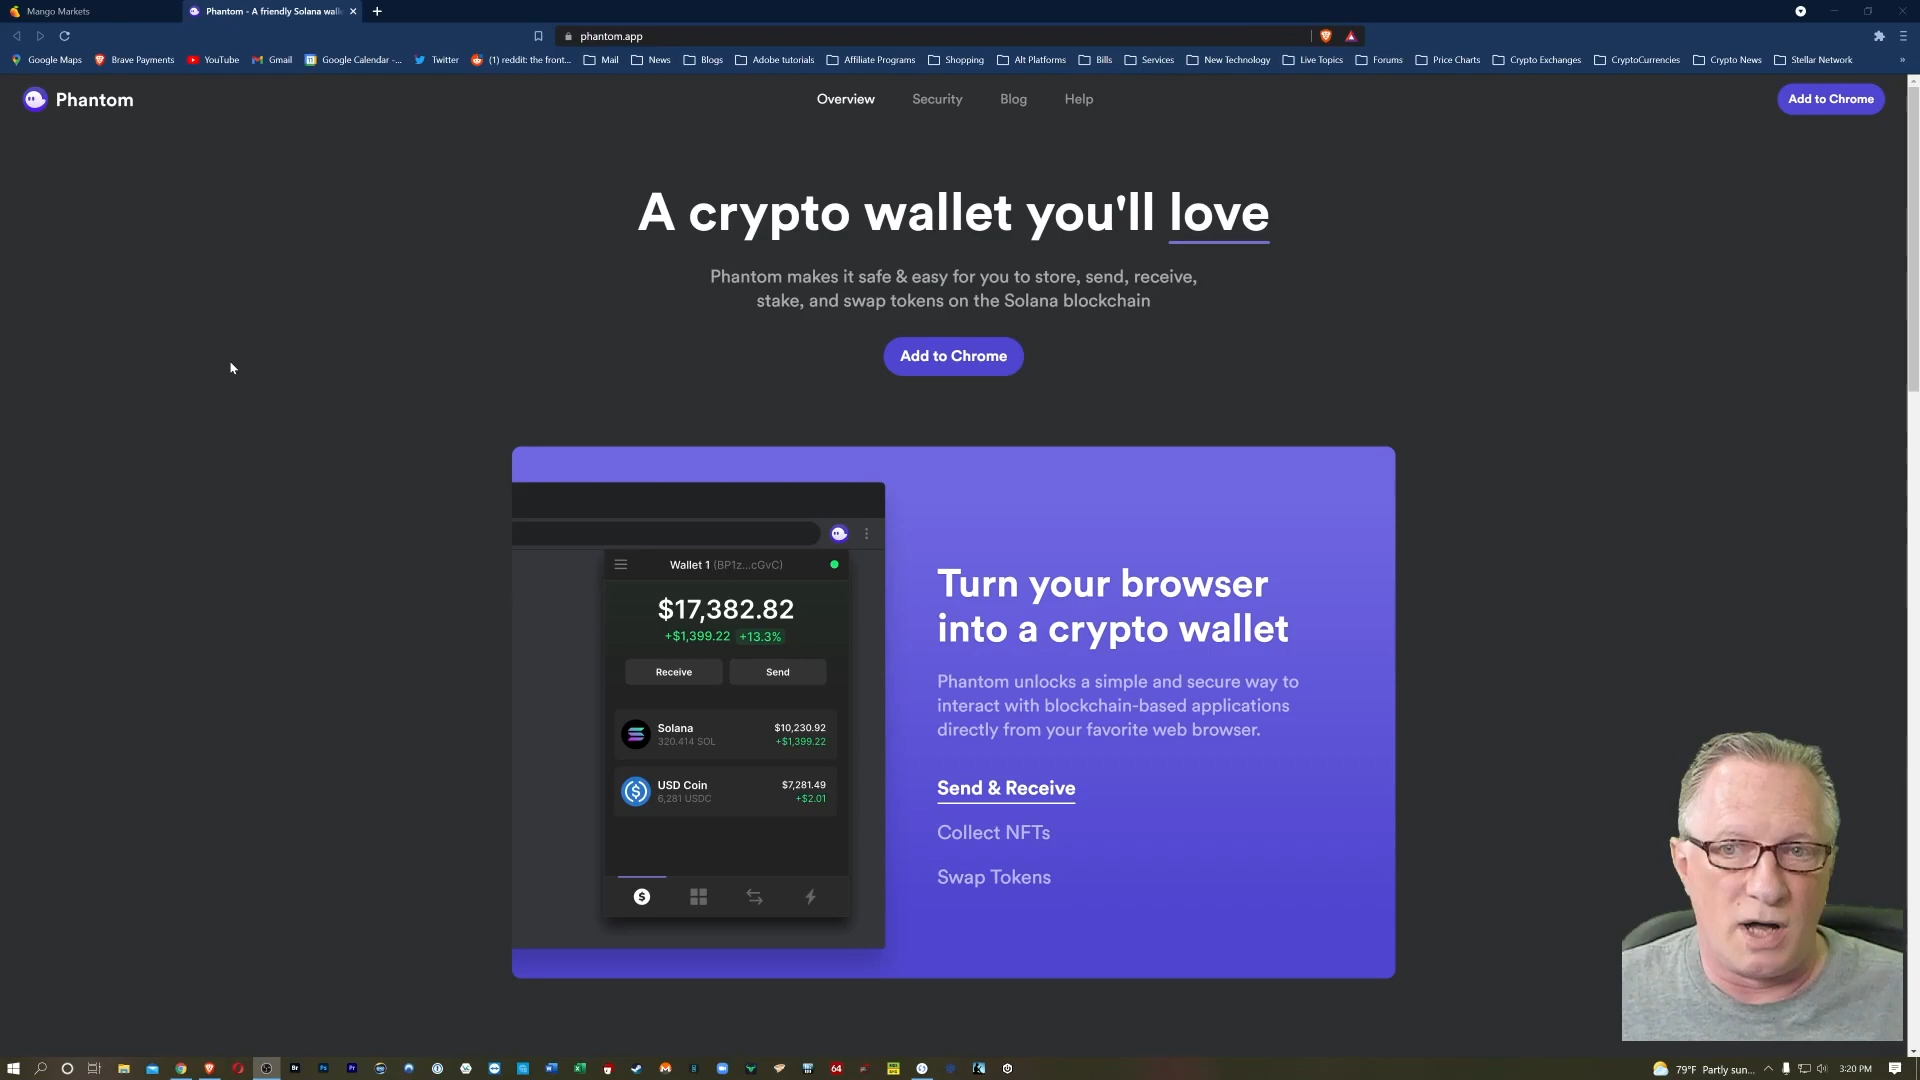 Mango Markets
Phantom - A friendly Solana wall
phantom.app
Google Maps
Brave Payments
YouTube
Gmail
Google Calendar -...
Twitter
(1) reddit: the front...
Mail
News
Blogs
Adobe tutorials
Affiliate Programs
Shopping
Alt Platforms
Bills
Services
New Technology
Live Topics
Forums
Price Charts
Crypto Exchanges
CryptoCurrencies
Crypto News
Stellar Network
Phantom
Overview
Security
Blog
Help
Add to Chrome
A crypto wallet you'll love
Phantom makes it safe & easy for you to store, send, receive,
stake, and swap tokens on the Solana blockchain
Add to Chrome
Wallet 1 (BP1z...cGvC)
$17,382.82
+$1,399.22 +13.3%
Receive
Send
Solana
$10,230.92
320.414 SOL
+$1,399.22
USD Coin
$7,281.49
6,281 USDC
+$2.01
Turn your browser
into a crypto wallet
Phantom unlocks a simple and secure way to
interact with blockchain-based applications
directly from your favorite web browser.
Send & Receive
Collect NFTs
Swap Tokens
Br
Ps
Pr
64
79°F Partly sun...
3:20 PM